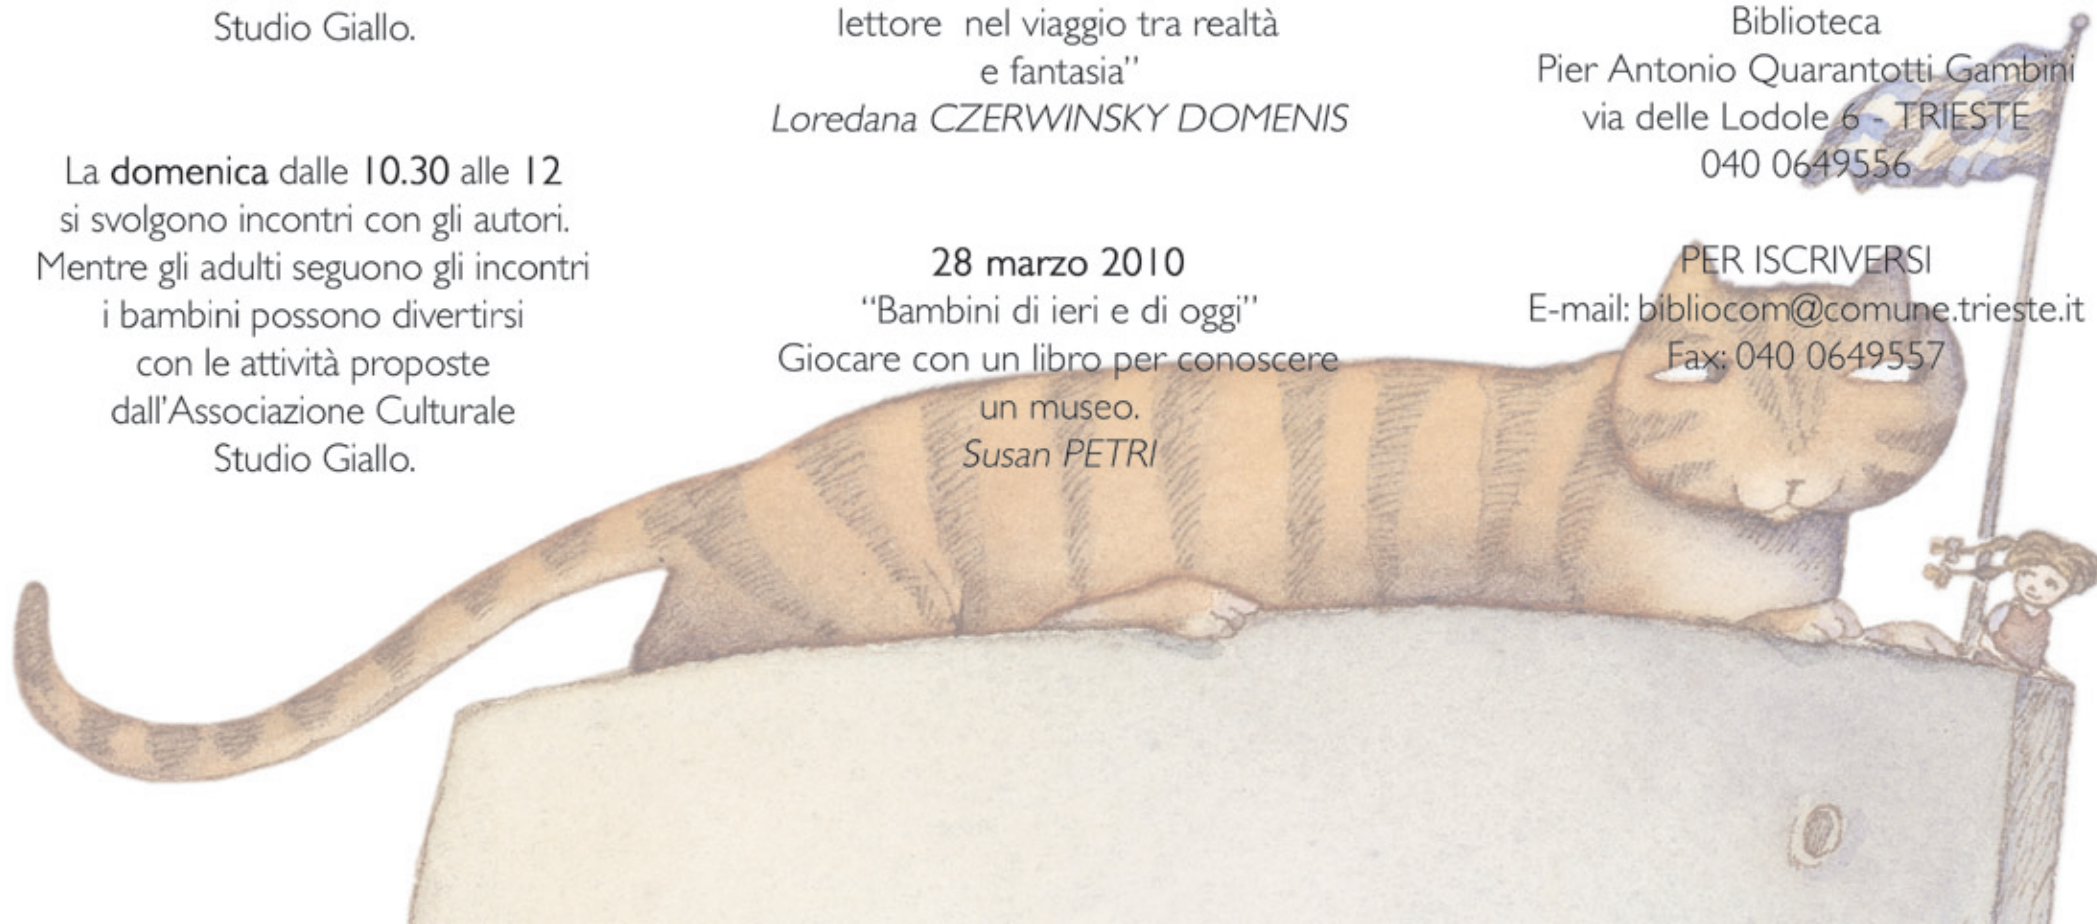 Studio Giallo.
La domenica dalle 10.30 alle 12
si svolgono incontri con gli autori.
Mentre gli adulti seguono gli incontri
i bambini possono divertirsi
con le attività proposte
dall'Associazione Culturale
Studio Giallo.
lettore  nel viaggio tra realtà
e fantasia”
Loredana CZERWINSKY DOMENIS
28 marzo 2010
“Bambini di ieri e di oggi”
Giocare con un libro per conoscere
un museo.
Susan PETRI
Biblioteca
Pier Antonio Quarantotti Gambini
via delle Lodole 6 - TRIESTE
040 0649556
PER ISCRIVERSI
E-mail: bibliocom@comune.trieste.it
Fax: 040 0649557